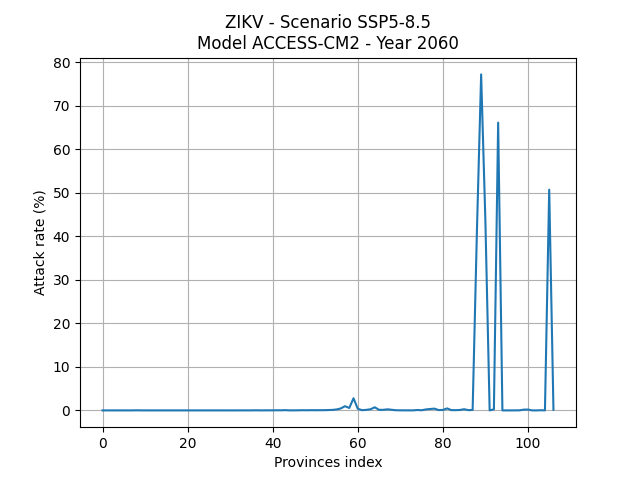 ZIKV - Scenario SSP5-8.5
Model ACCESS-CM2 - Year 2060
80
70
60
50
40
30
20
10
0
Attack rate (%)
0 20 40 60 80 100
Provinces index